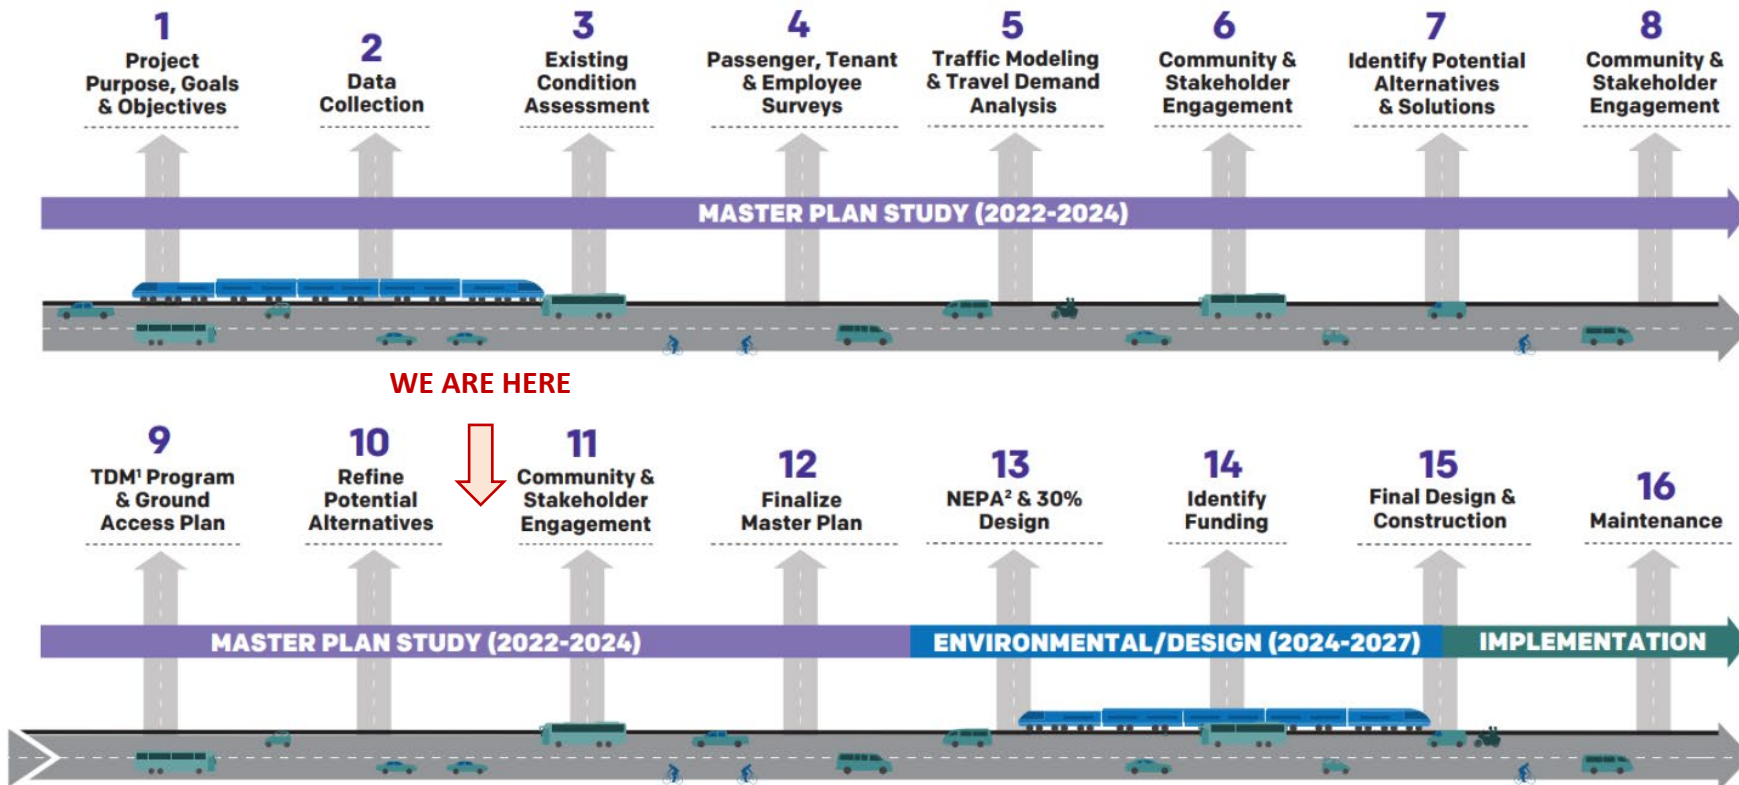 1
Project
Purpose, Goals
& Objectives
2
Data
Collection
3
Existing
Condition
Assessment
4
Passenger, Tenant
& Employee
Surveys
5
Traffic Modeling
& Travel Demand
Analysis
6
Community &
Stakeholder
Engagement
7
Identify Potential
Alternatives
& Solutions
8
Community &
Stakeholder
Engagement
MASTER PLAN STUDY (2022-2024)
WE ARE HERE
9
TDM¹ Program
& Ground
Access Plan
10
Refine
Potential
Alternatives
11
Community &
Stakeholder
Engagement
12
Finalize
Master Plan
13
NEPA² & 30%
Design
14
Identify
Funding
15
Final Design &
Construction
16
Maintenance
MASTER PLAN STUDY (2022-2024)
ENVIRONMENTAL/DESIGN (2024-2027)
IMPLEMENTATION